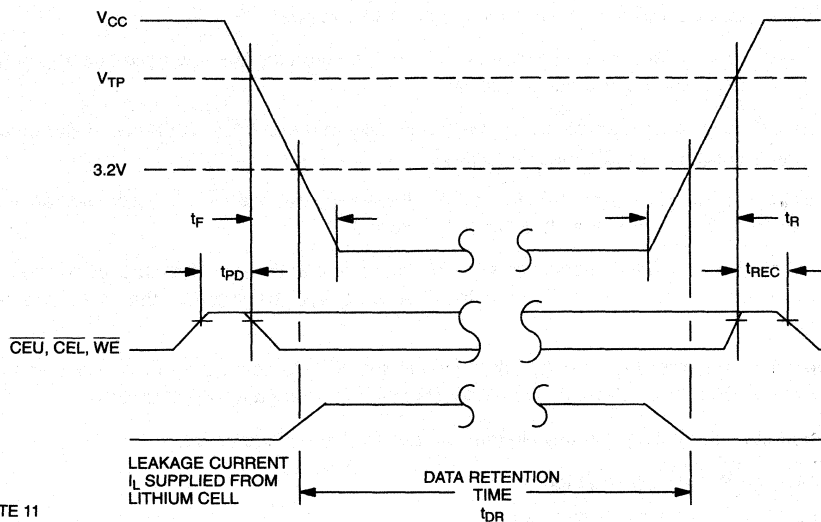 VCC
VTP
3.2V
tF
tR
tPD
tREC
CEU, CEL, WE
LEAKAGE CURRENT
IL SUPPLIED FROM
LITHIUM CELL
DATA RETENTION
TIME
tDR
TE 11